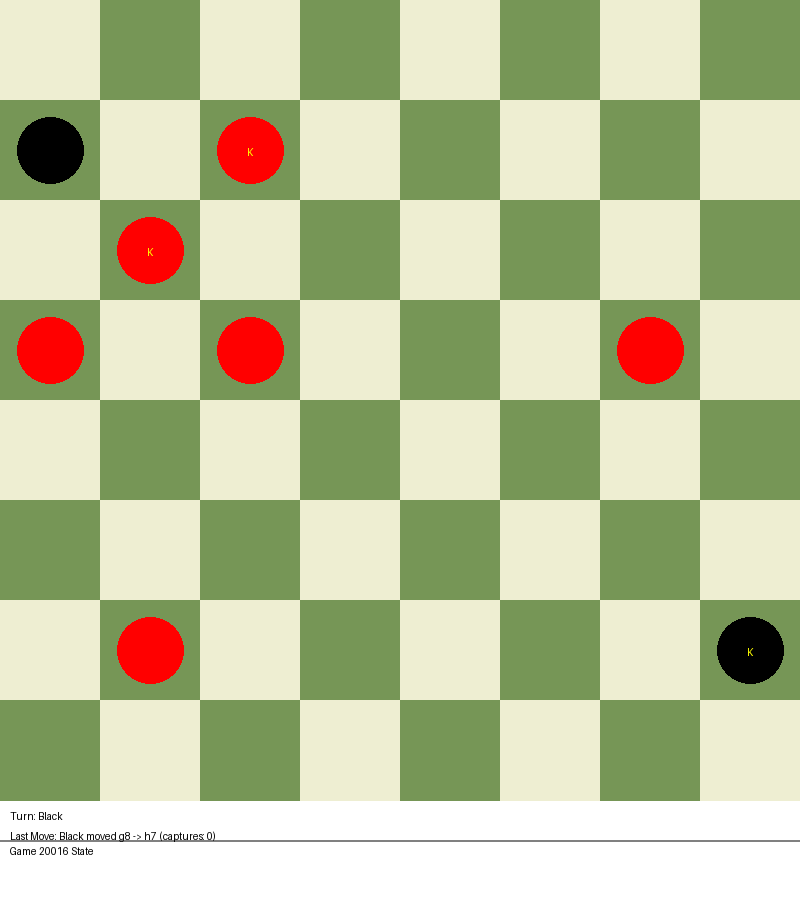 K
K
K
Turn: Black
Last Move: Black moved g8 -> h7 (captures: 0)
Game 20016 State